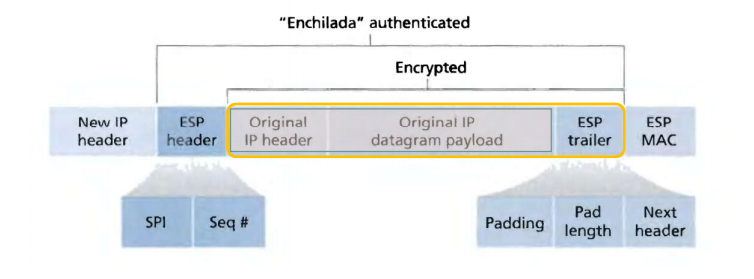 "Enchilada" authenticated
Encrypted
New IP
header
ESP
header
Original
IP header
Original IP
datagram payload
ESP
trailer
ESP
MAC
SPI
Seq #
Padding
Pad
length
Next
header